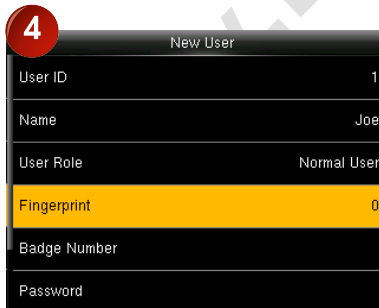 4
New User
User ID 1
Name Joe
User Role Normal User
Fingerprint 0
Badge Number
Password